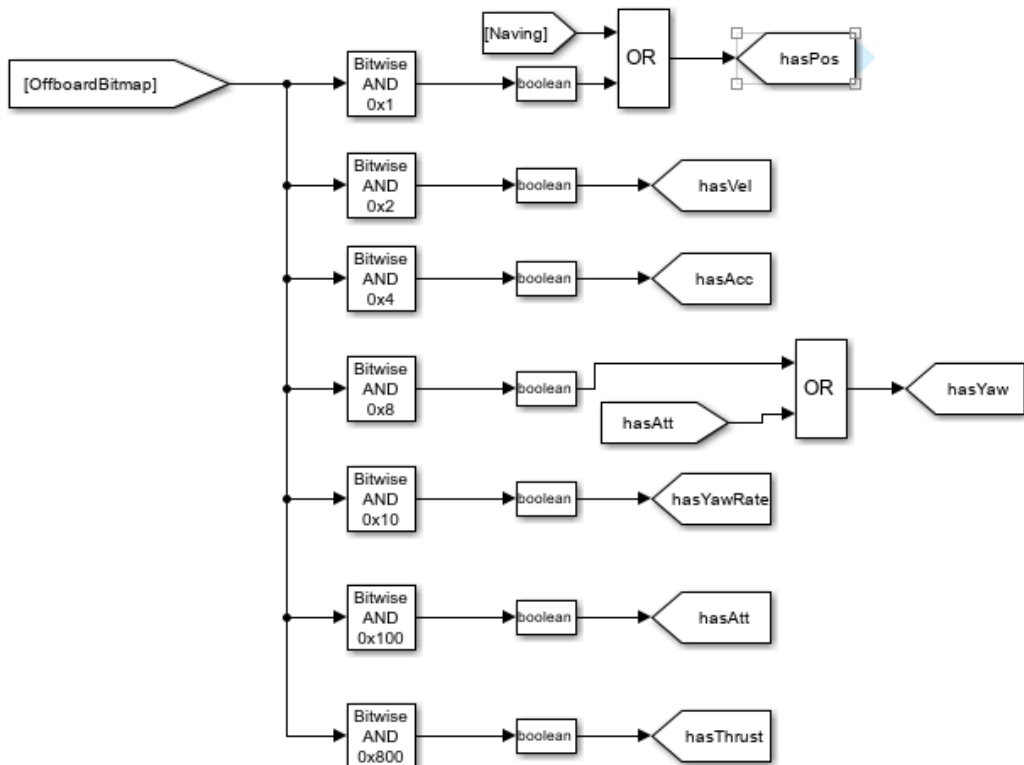 [Naving]
OR
hasPos
[OffboardBitmap]
Bitwise
AND
0x1
boolean
Bitwise
AND
0x2
boolean
hasVel
Bitwise
AND
0x4
boolean
hasAcc
Bitwise
AND
0x8
boolean
OR
hasYaw
hasAtt
Bitwise
AND
0x10
boolean
hasYawRate
Bitwise
AND
0x100
boolean
hasAtt
Bitwise
AND
0x800
boolean
hasThrust